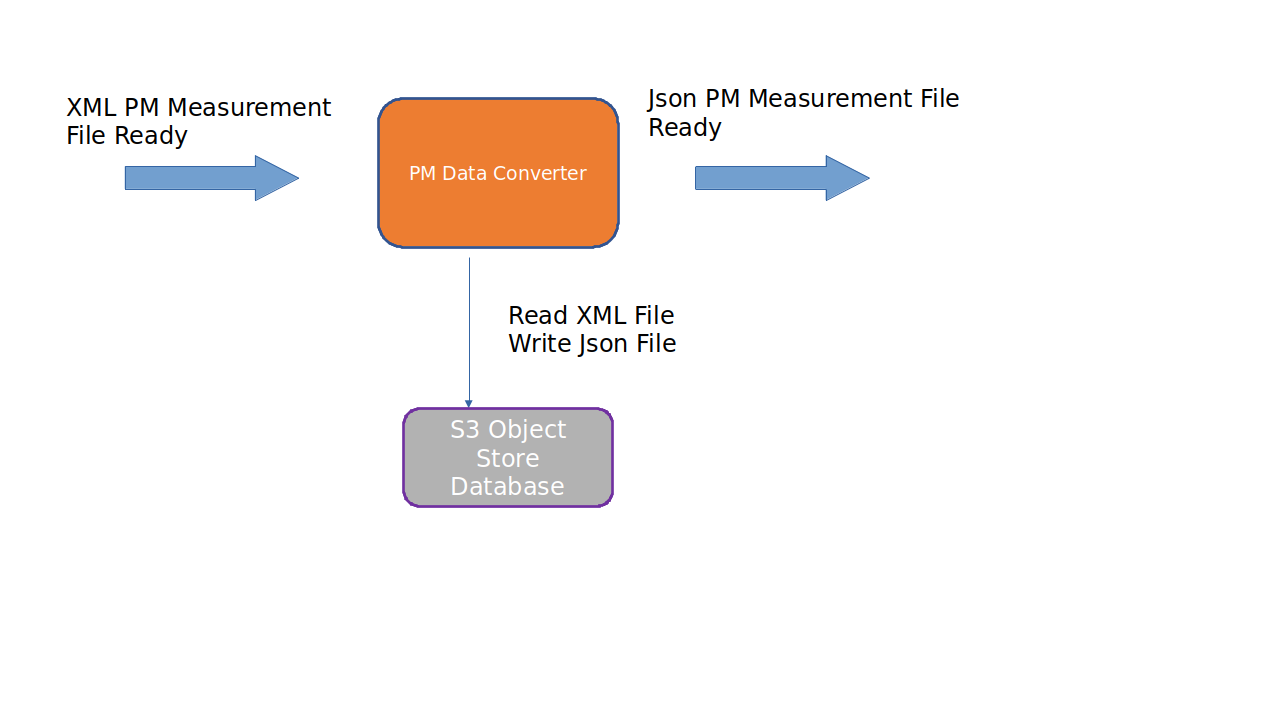 XML PM Measurement
File Ready
PM Data Converter
Json PM Measurement File
Ready
Read XML File
Write Json File
S3 Object
Store
Database